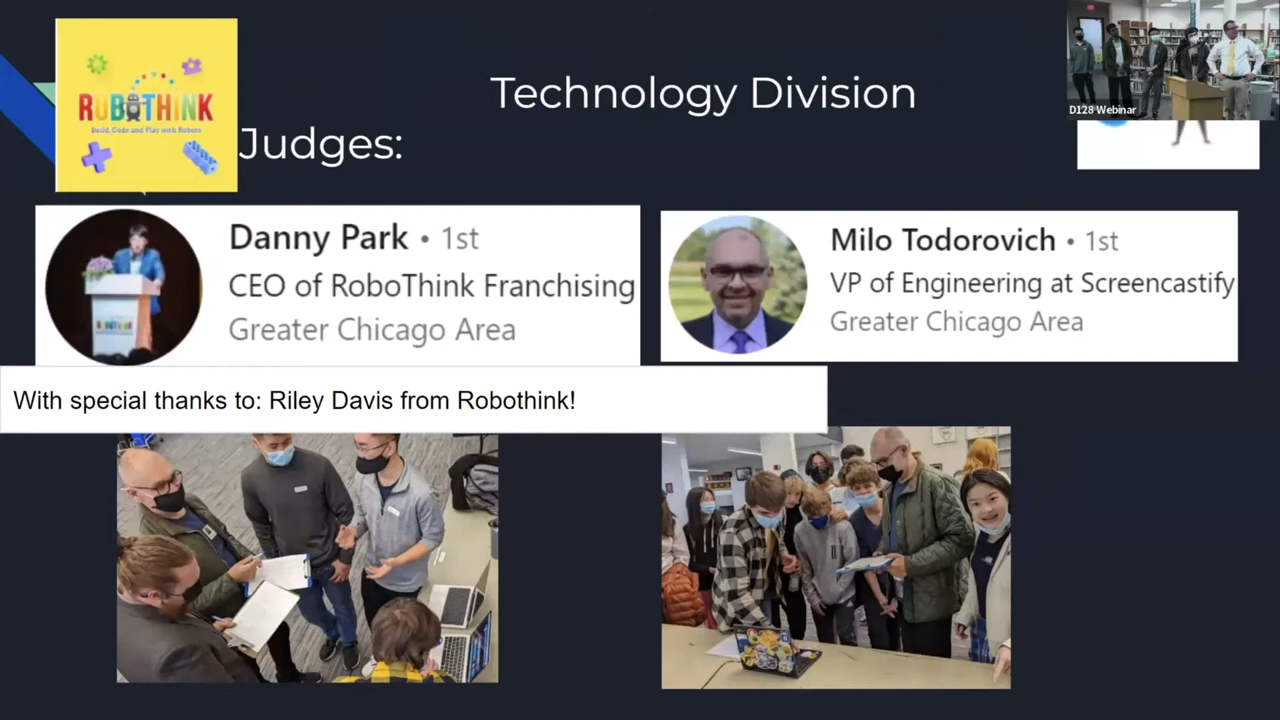 Technology Division
D128 Webinar
ROBOTHINK
Build, Code and Play with Robots
Judges:
Danny Park • 1st
CEO of RoboThink Franchising
Greater Chicago Area
Milo Todorovich • 1st
VP of Engineering at Screencastify
Greater Chicago Area
With special thanks to: Riley Davis from Robothink!